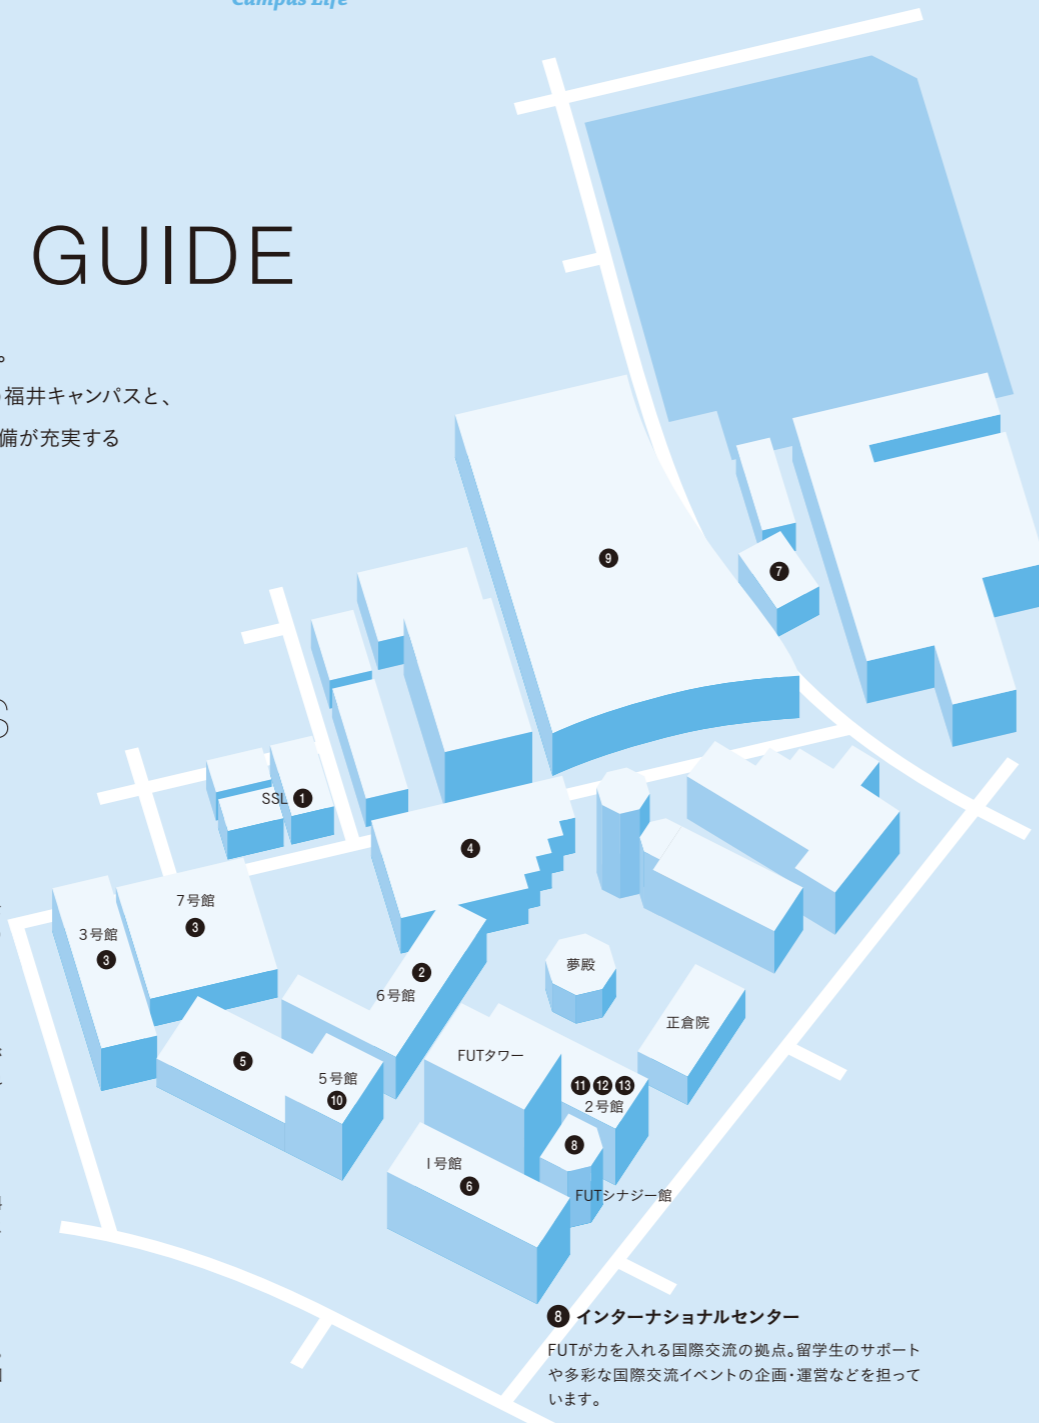 Campus Life
GUIDE
。
福井キャンパスと、
備が充実する
S
9
7
SSL 1
4
7号館
3
3号館
3
2
6号館
夢殿
正倉院
5
5号館
10
FUTタワー
11 12 13
2号館
8
1号館
6
FUTシナジー館
8 インターナショナルセンター
FUTが力を入れる国際交流の拠点。留学生のサポート
や多彩な国際交流イベントの企画・運営などを担って
います。